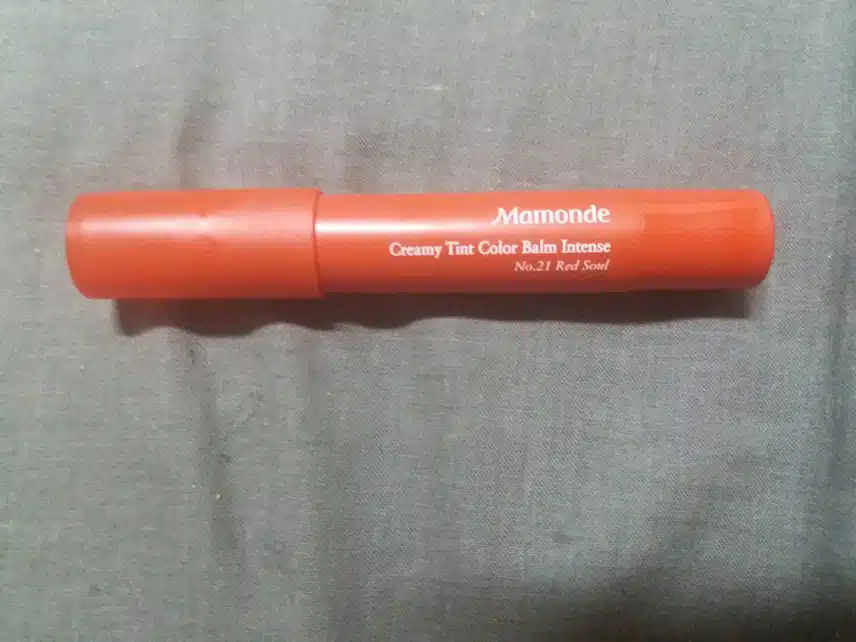 Mamonde
Creamy Tint Color Balm Intense
No.21 Red Soul